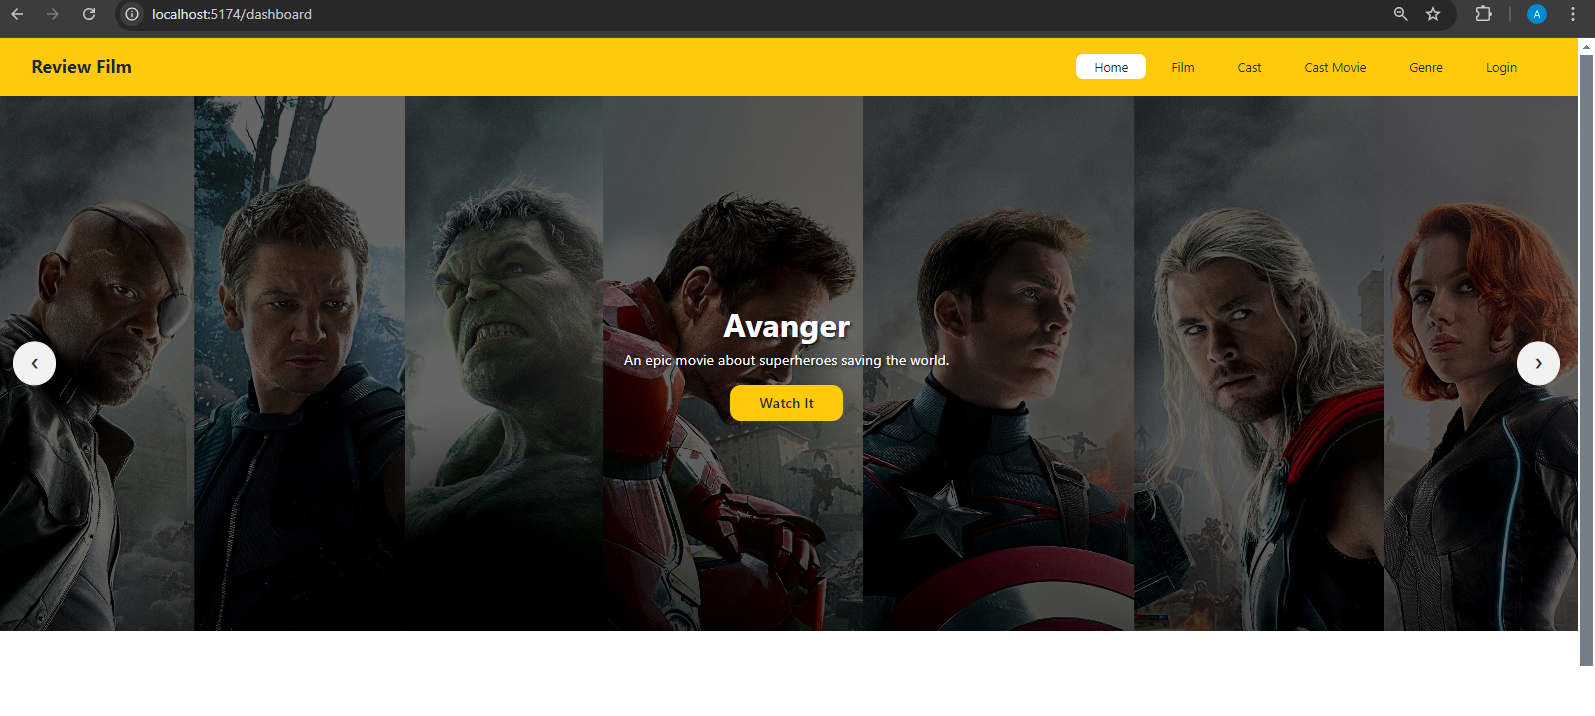 localhost:5174/dashboard
A
Review Film
Home Film Cast Cast Movie Genre Login
Avanger
An epic movie about superheroes saving the world.
‹ ›
Watch It